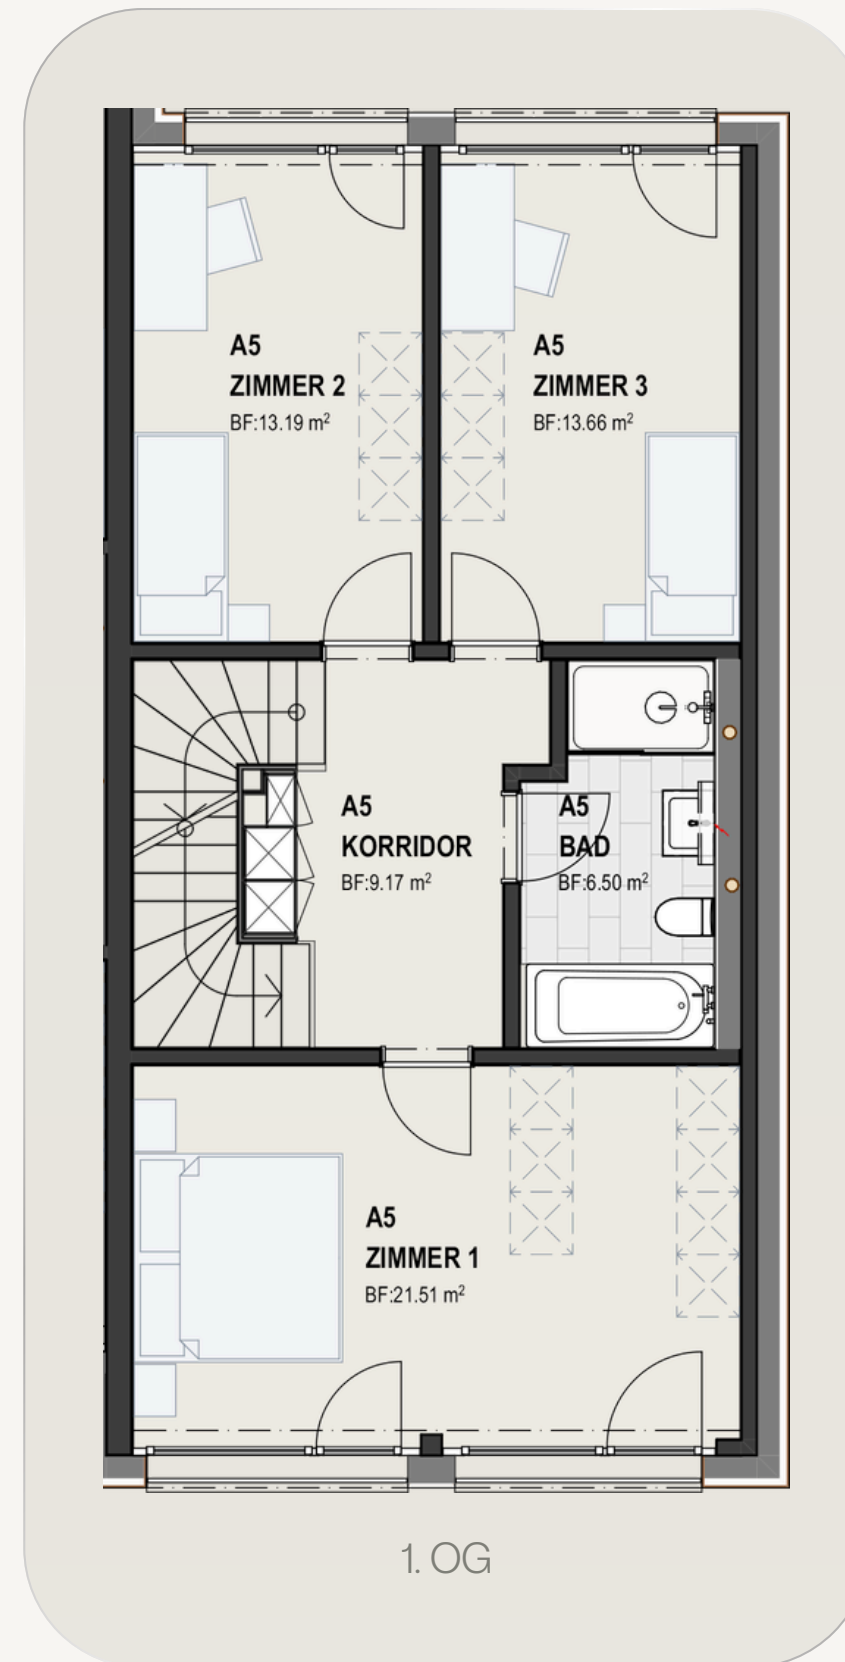 A5
ZIMMER 2
BF:13.19 m²
A5
ZIMMER 3
BF:13.66 m²
A5
KORRIDOR
BF:9.17 m²
A5
BAD
BF:6.50 m²
A5
ZIMMER 1
BF:21.51 m²
1. OG